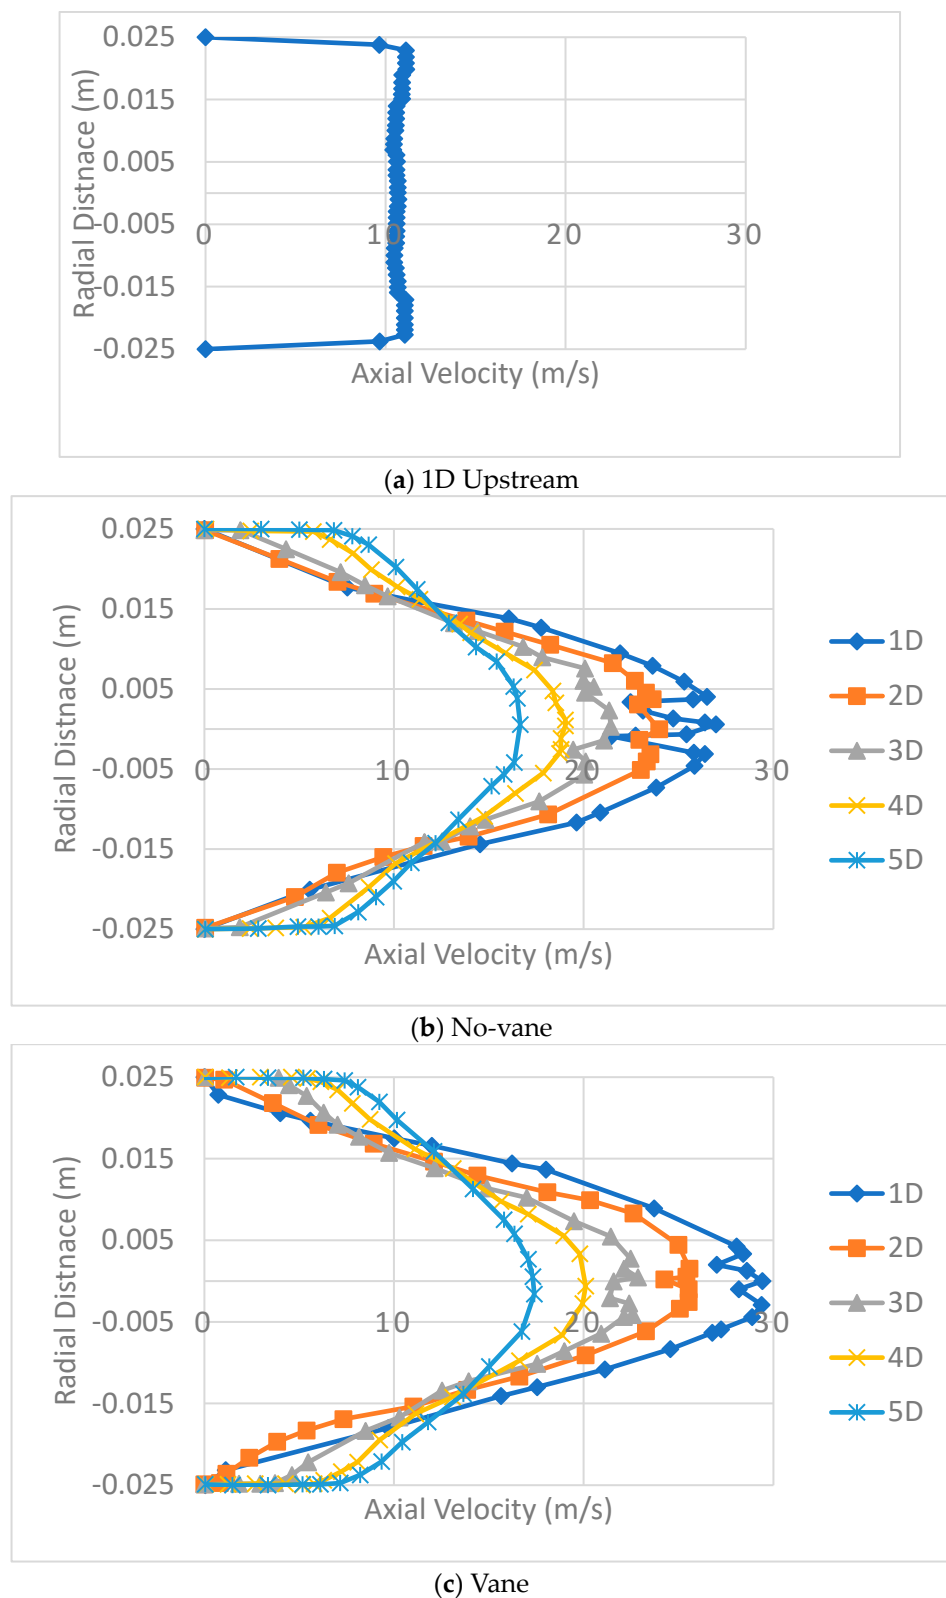 0.025
0.015
0.005
-0.005
-0.015
-0.025
Radial Distnace (m)
0 10 20 30
Axial Velocity (m/s)
(a) 1D Upstream
0.025
0.015
0.005
-0.005
-0.015
-0.025
Radial Distnace (m)
0 10 20 30
Axial Velocity (m/s)
1D
2D
3D
4D
5D
(b) No-vane
0.025
0.015
0.005
-0.005
-0.015
-0.025
Radial Distnace (m)
0 10 20 30
Axial Velocity (m/s)
1D
2D
3D
4D
5D
(c) Vane